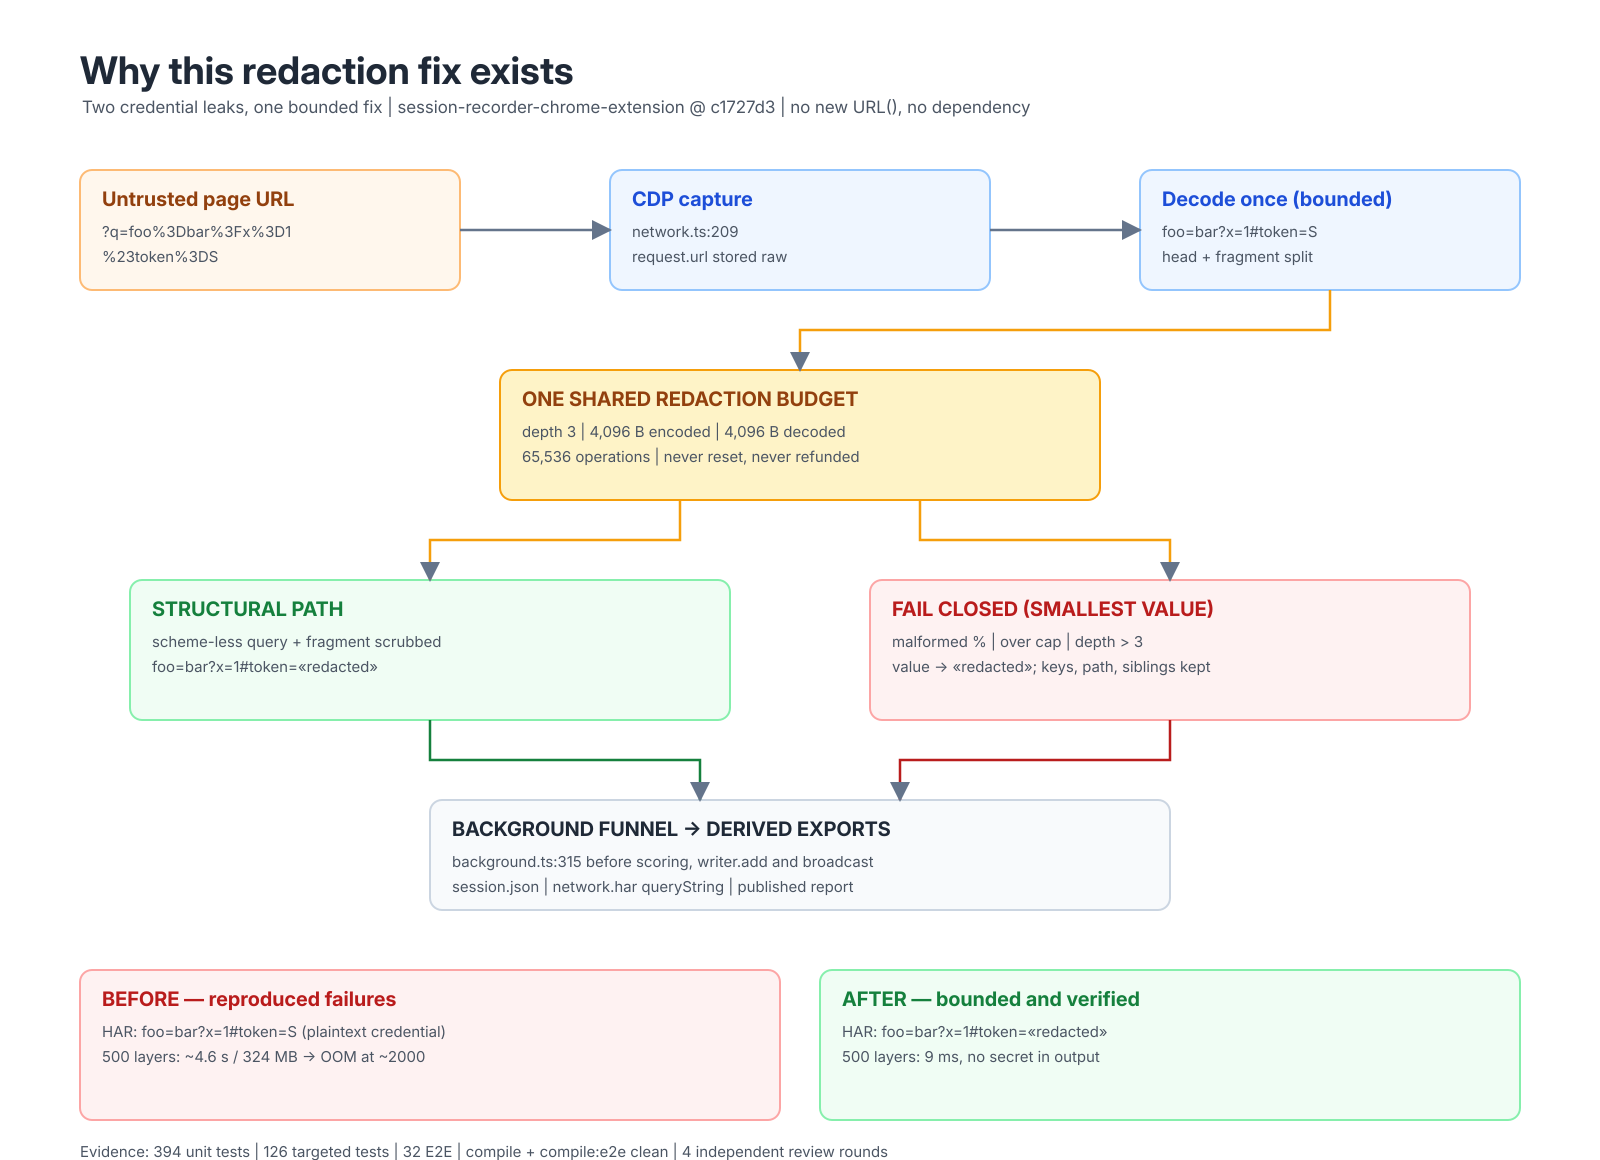 Why this redaction fix exists
Two credential leaks, one bounded fix | session-recorder-chrome-extension @ c1727d3 | no new URL(), no dependency
Untrusted page URL
?q=foo%3Dbar%3Fx%3D1
%23token%3DS
CDP capture
network.ts:209
request.url stored raw
Decode once (bounded)
foo=bar?x=1#token=S
head + fragment split
ONE SHARED REDACTION BUDGET
depth 3 | 4,096 B encoded | 4,096 B decoded
65,536 operations | never reset, never refunded
STRUCTURAL PATH
scheme-less query + fragment scrubbed
foo=bar?x=1#token=«redacted»
FAIL CLOSED (SMALLEST VALUE)
malformed % | over cap | depth > 3
value → «redacted»; keys, path, siblings kept
BACKGROUND FUNNEL → DERIVED EXPORTS
background.ts:315 before scoring, writer.add and broadcast
session.json | network.har queryString | published report
BEFORE — reproduced failures
HAR: foo=bar?x=1#token=S (plaintext credential)
500 layers: ~4.6 s / 324 MB → OOM at ~2000
AFTER — bounded and verified
HAR: foo=bar?x=1#token=«redacted»
500 layers: 9 ms, no secret in output
Evidence: 394 unit tests | 126 targeted tests | 32 E2E | compile + compile:e2e clean | 4 independent review rounds